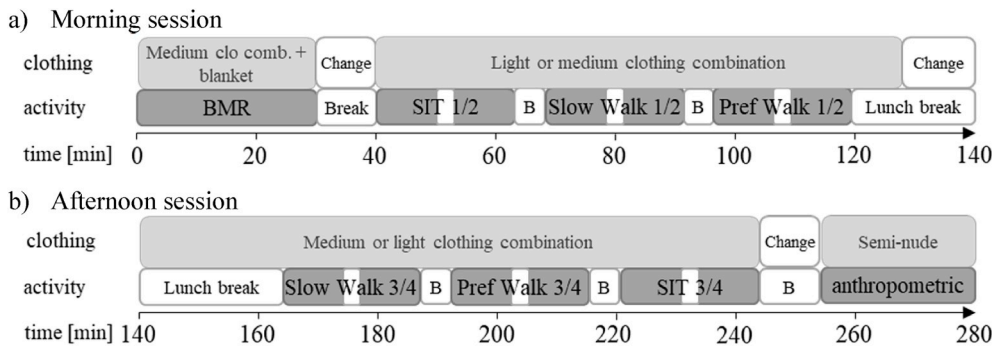 a) Morning session
clothing Medium clo comb. + blanket Change Light or medium clothing combination Change
activity BMR Break SIT 1/2 B Slow Walk 1/2 B Pref Walk 1/2 Lunch break
time [min] 0 20 40 60 80 100 120 140
b) Afternoon session
clothing Medium or light clothing combination Change Semi-nude
activity Lunch break Slow Walk 3/4 B Pref Walk 3/4 B SIT 3/4 B anthropometric
time [min] 140 160 180 200 220 240 260 280